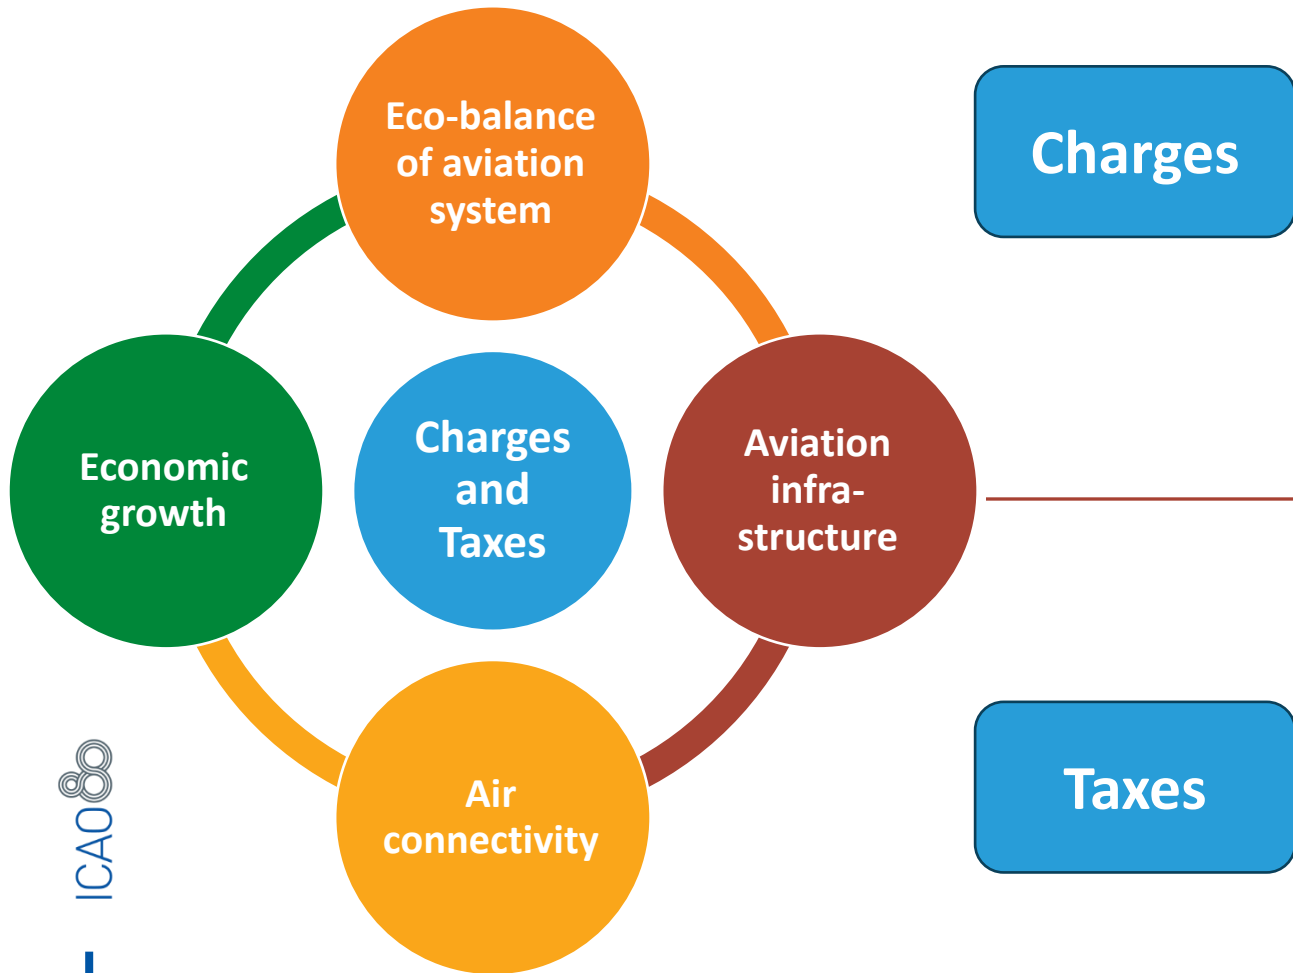 Eco-balance
of aviation
system
Charges
Economic
growth
Charges
and
Taxes
Aviation
infra-
structure
Air
connectivity
Taxes
ICAO